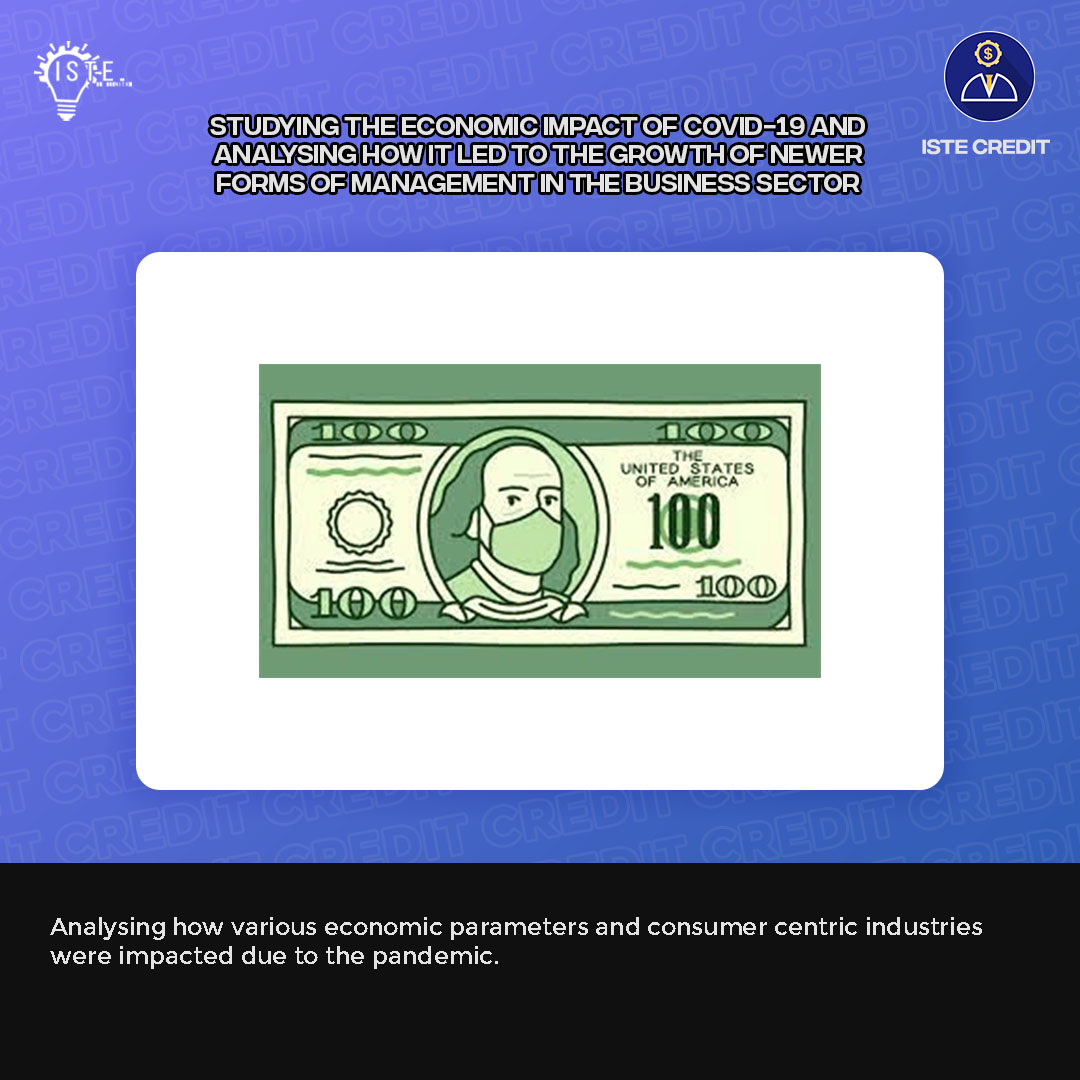 ISTE
ISTE CREDIT
STUDYING THE ECONOMIC IMPACT OF COVID-19 AND
ANALYSING HOW IT LED TO THE GROWTH OF NEWER
FORMS OF MANAGEMENT IN THE BUSINESS SECTOR
100
100
THE
UNITED STATES
OF AMERICA
100
100
100
Analysing how various economic parameters and consumer centric industries
were impacted due to the pandemic.